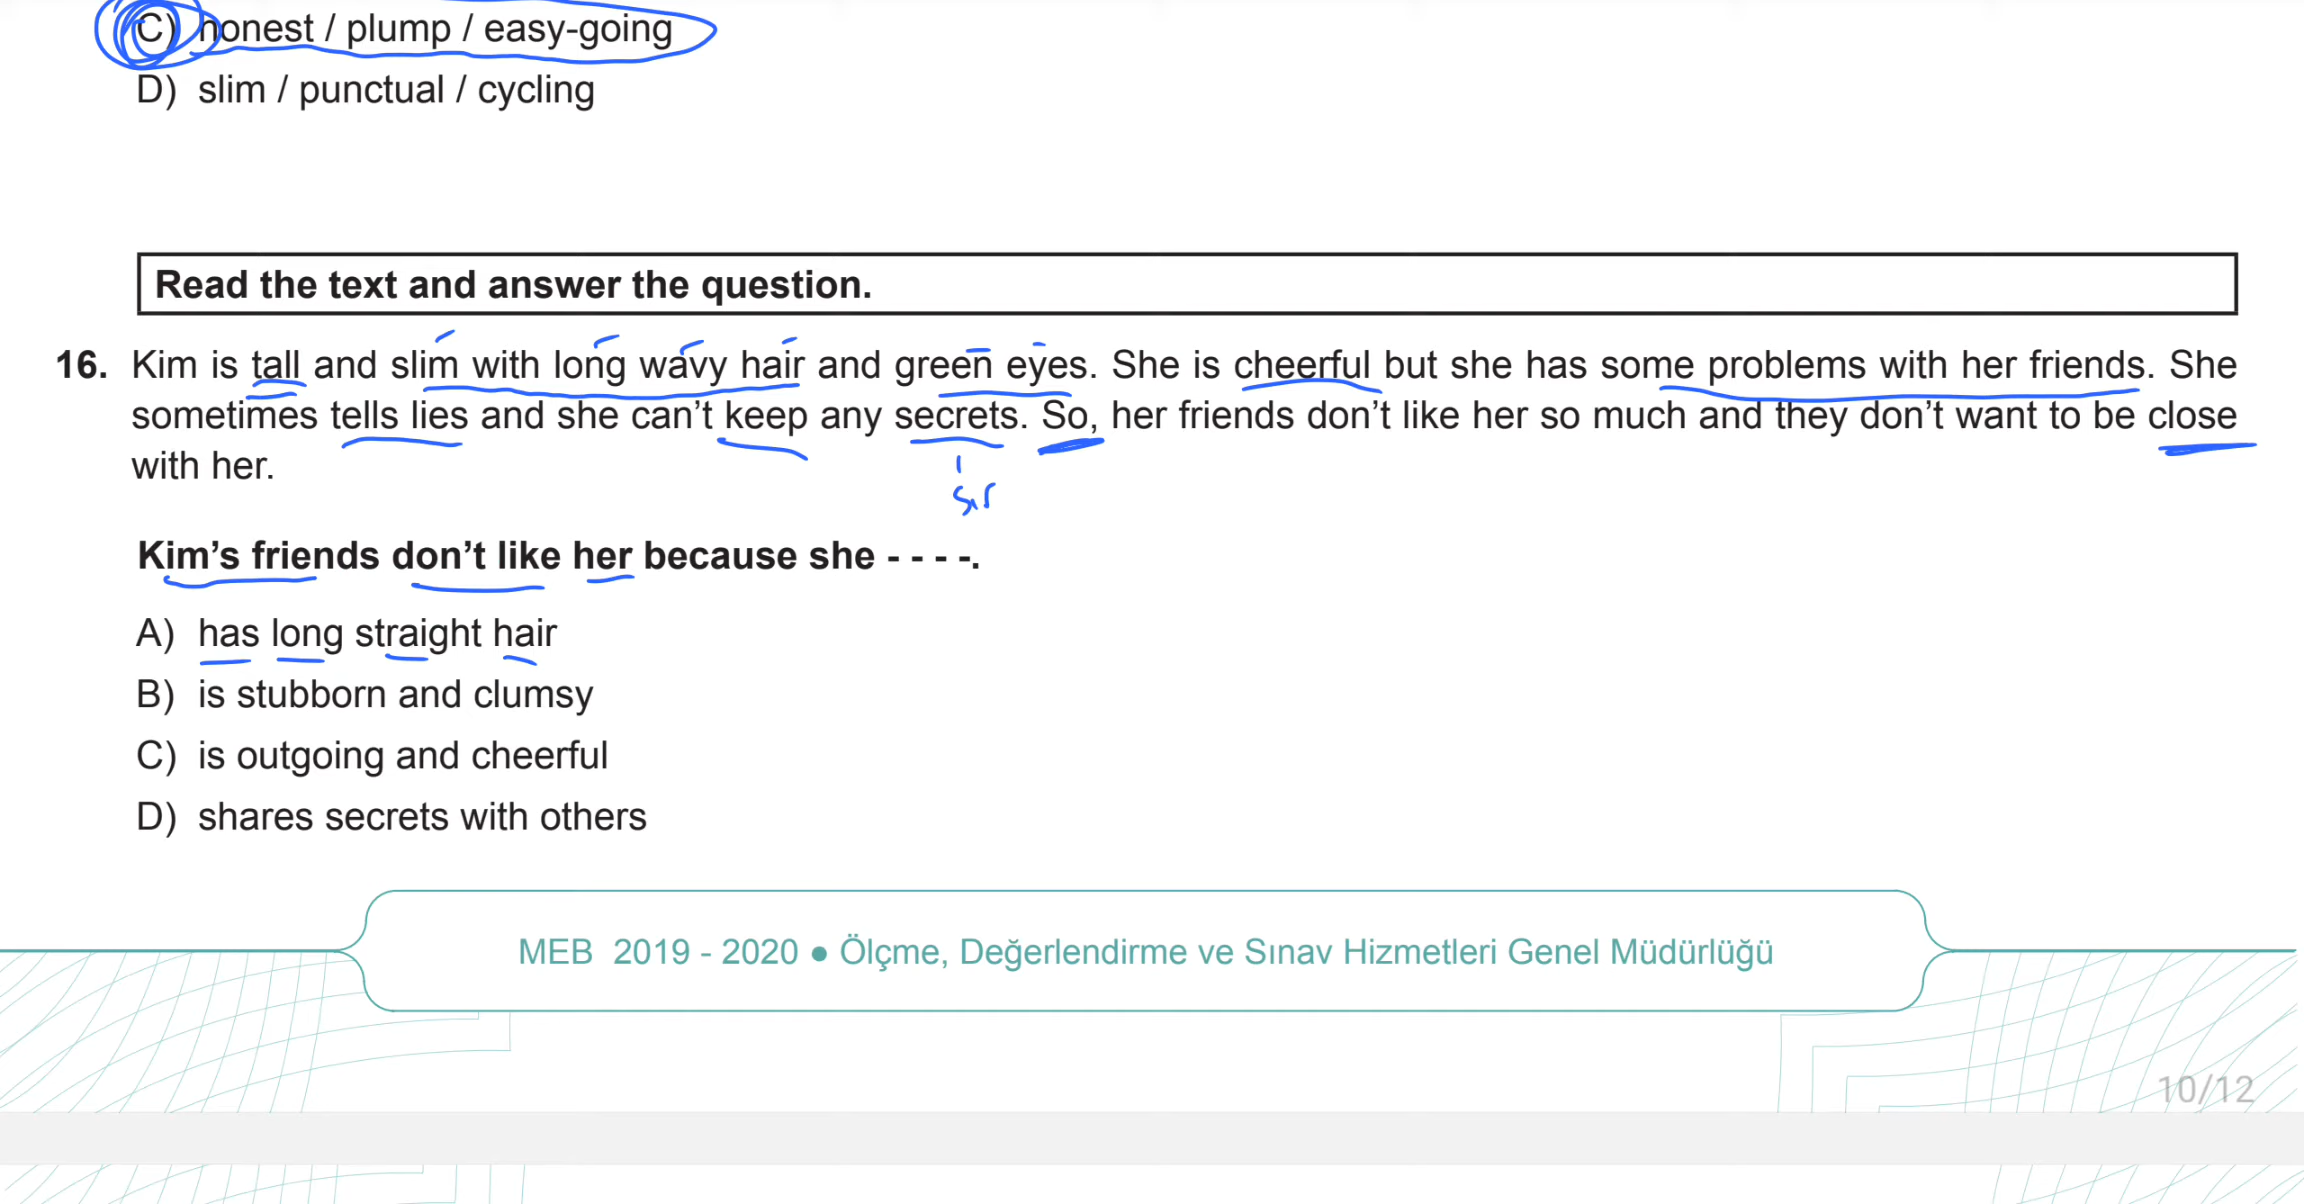 C) honest / plump / easy-going
D) slim / punctual / cycling
Read the text and answer the question.
16. Kim is tall and slim with long wavy hair and green eyes. She is cheerful but she has some problems with her friends. She
sometimes tells lies and she can’t keep any secrets. So, her friends don’t like her so much and they don’t want to be close
with her.
sır
Kim’s friends don’t like her because she - - - -.
A) has long straight hair
B) is stubborn and clumsy
C) is outgoing and cheerful
D) shares secrets with others
MEB 2019 - 2020 ● Ölçme, Değerlendirme ve Sınav Hizmetleri Genel Müdürlüğü
10/12